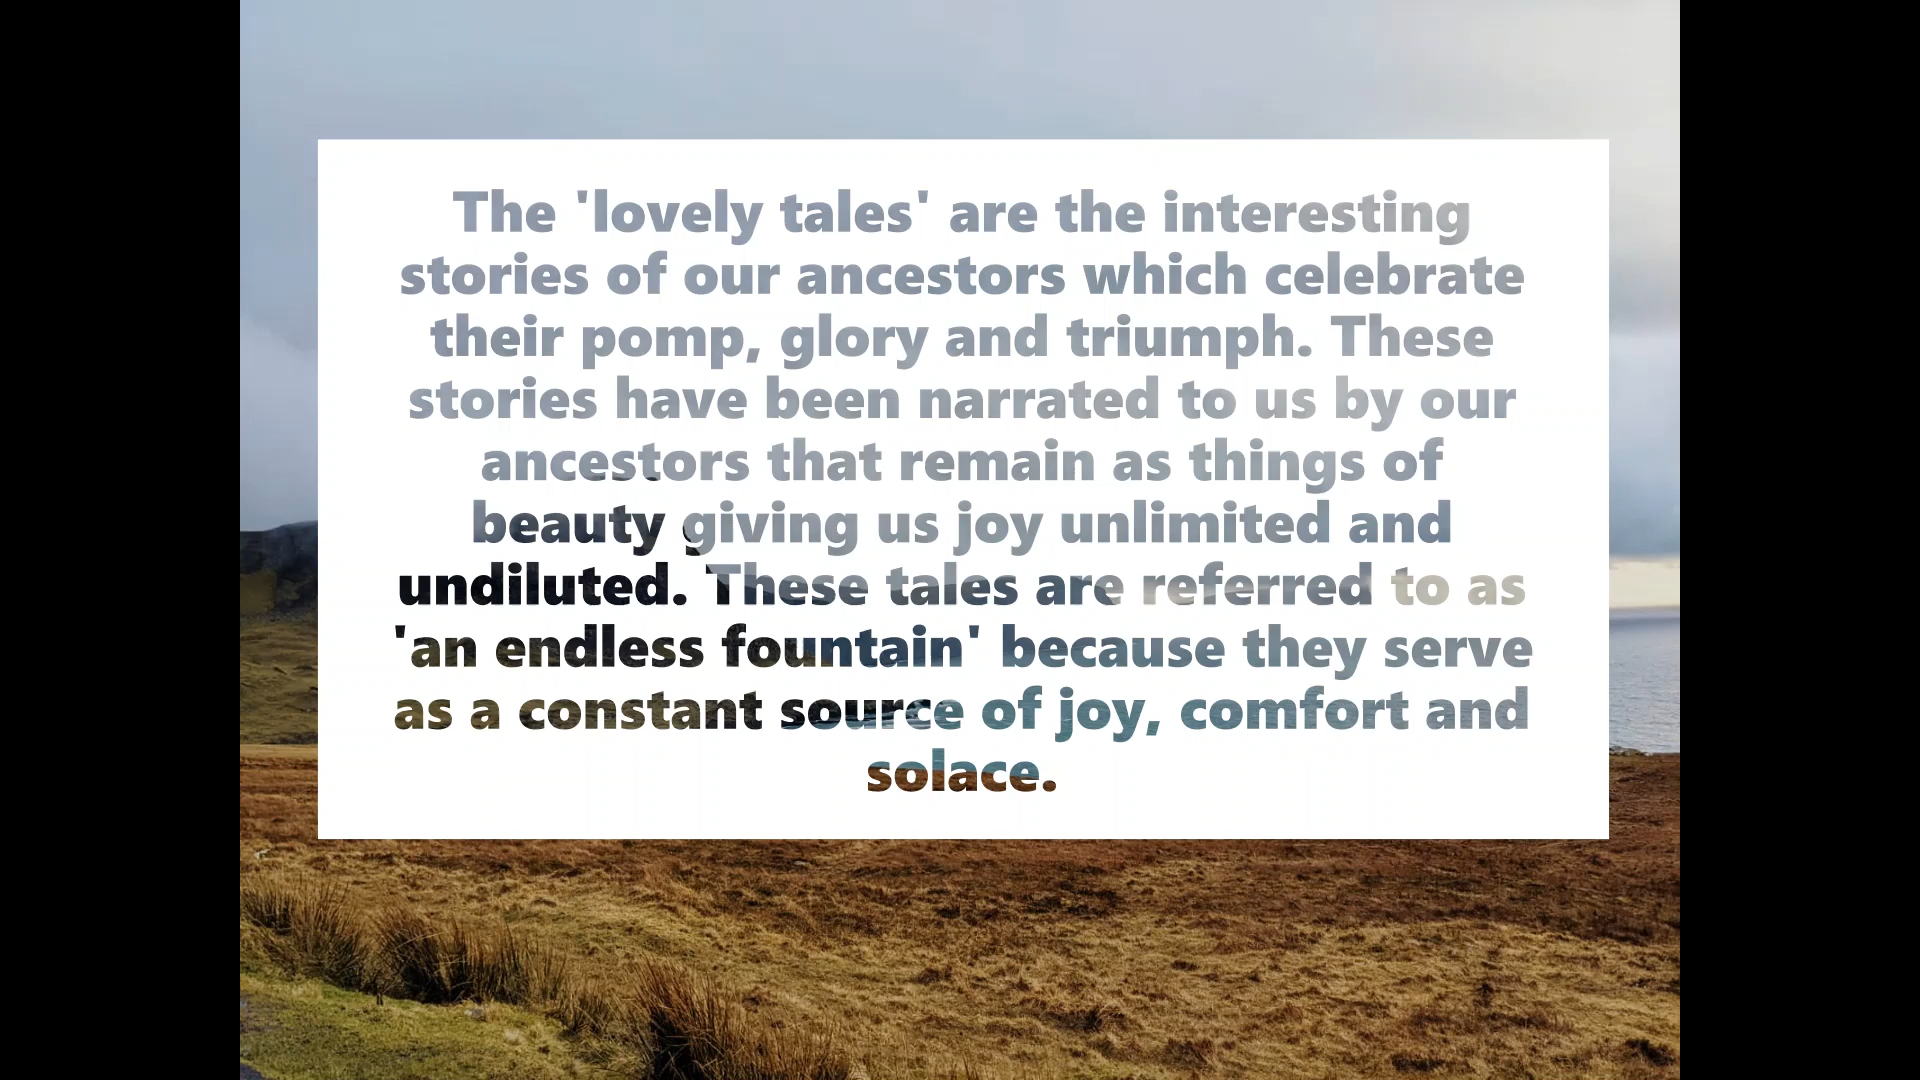 The 'lovely tales' are the interesting
stories of our ancestors which celebrate
their pomp, glory and triumph. These
stories have been narrated to us by our
ancestors that remain as things of
beauty giving us joy unlimited and
undiluted. These tales are referred to as
'an endless fountain' because they serve
as a constant source of joy, comfort and
solace.